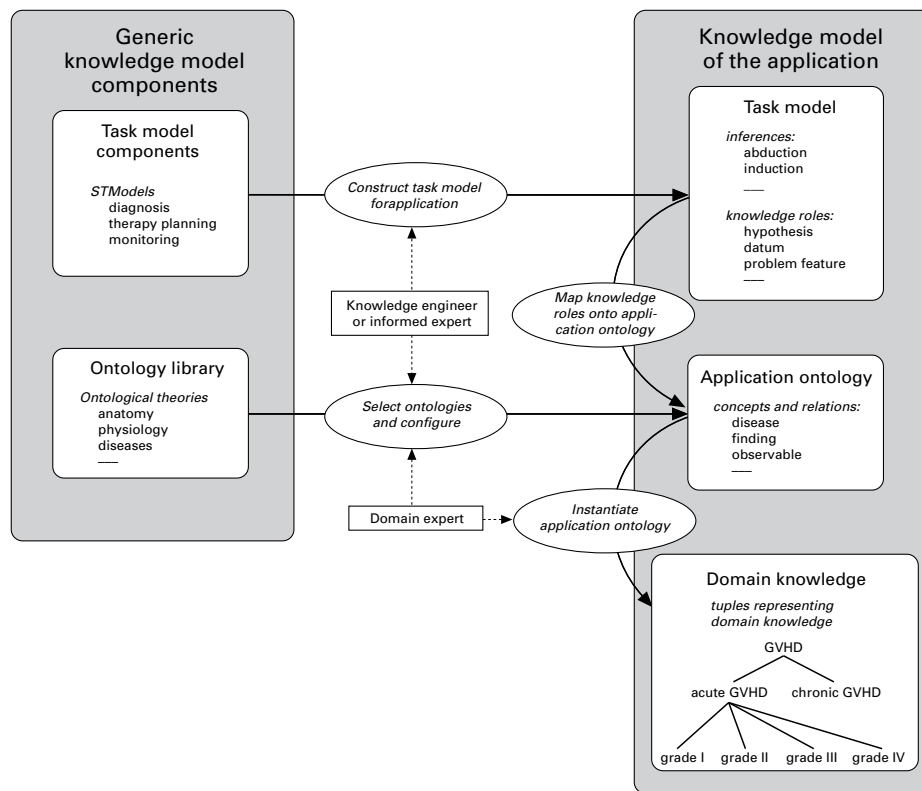 Generic
knowledge model
components
Task model
components
STModels
diagnosis
therapy planning
monitoring
Ontology library
Ontological theories
anatomy
physiology
diseases
Construct task model
forapplication
Knowledge engineer
or informed expert
Select ontologies
and configure
Domain expert
Map knowledge
roles onto appli-
cation ontology
Instantiate
application ontology
Knowledge model
of the application
Task model
inferences:
abduction
induction
knowledge roles:
hypothesis
datum
problem feature
Application ontology
concepts and relations:
disease
finding
observable
Domain knowledge
tuples representing
domain knowledge
GVHD
acute GVHD chronic GVHD
grade I grade II grade III grade IV